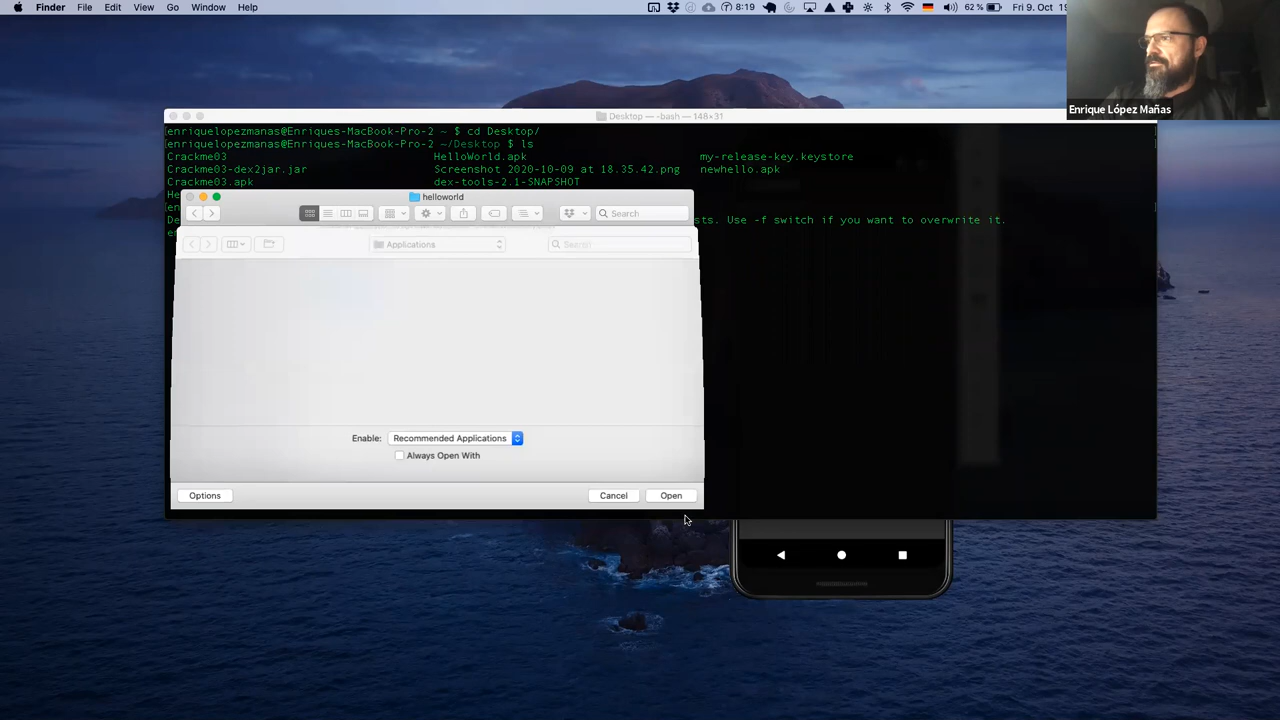 Finder File Edit View Go Window Help 8:19 62% Fri 9. Oct
Enrique López Mañas
Desktop — -bash — 148×31
[enriquelopezmanas@Enriques-MacBook-Pro-2 ~ $ cd Desktop/
[enriquelopezmanas@Enriques-MacBook-Pro-2 ~/Desktop $ ls
Crackme03 HelloWorld.apk my-release-key.keystore
Crackme03-dex2jar.jar Screenshot 2020-10-09 at 18.35.42.png newhello.apk
Crackme03.apk dex-tools-2.1-SNAPSHOT
helloworld
Search
sts. Use -f switch if you want to overwrite it.
Applications Search
Enable: Recommended Applications
Always Open With
Options Cancel Open